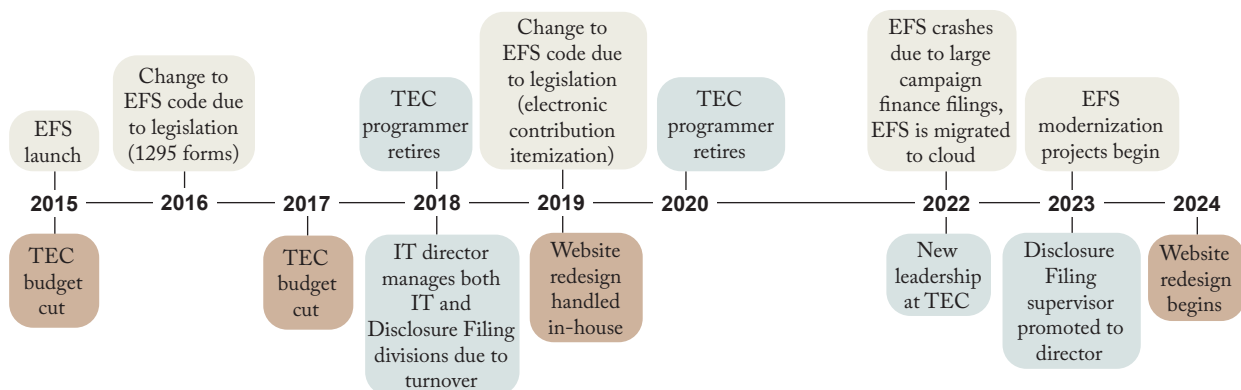 EFS
launch
Change to
EFS code due
to legislation
(1295 forms)
TEC
programmer
retires
Change to
EFS code due
to legislation
(electronic
contribution
itemization)
TEC
programmer
retires
EFS crashes
due to large
campaign
finance filings,
EFS is migrated
to cloud
EFS
modernization
projects begin
2015 2016 2017 2018 2019 2020 2022 2023 2024
TEC
budget
cut
TEC
budget
cut
IT director
manages both
IT and
Disclosure Filing
divisions due to
turnover
Website
redesign
handled
in-house
New
leadership
at TEC
Disclosure
Filing
supervisor
promoted to
director
Website
redesign
begins